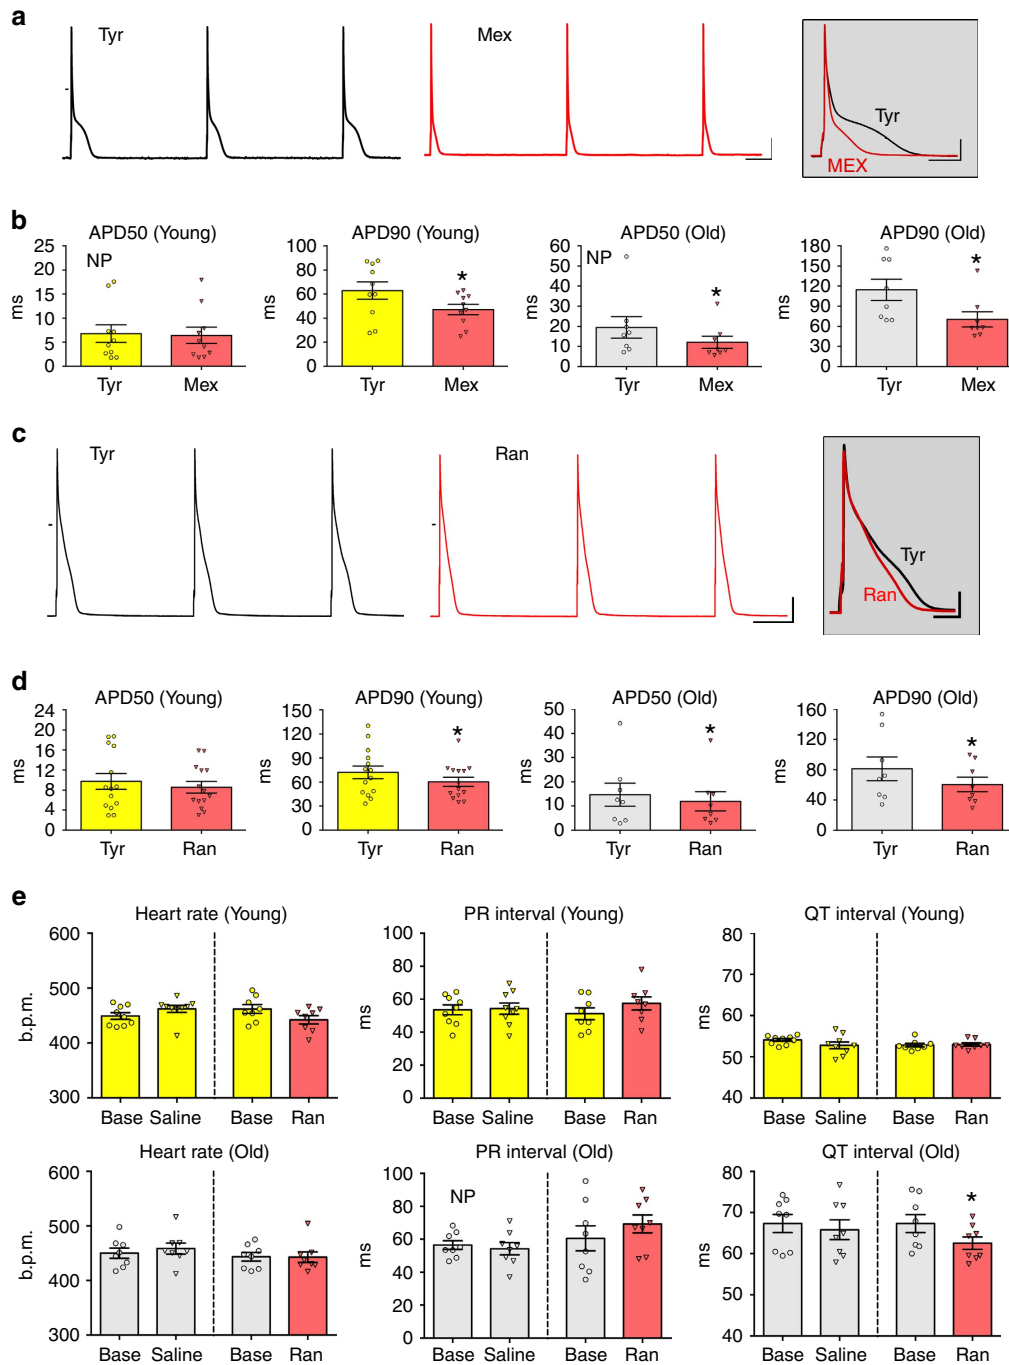 a
Tyr
Mex
Tyr
MEX
b
APD50 (Young)
APD90 (Young)
APD50 (Old)
APD90 (Old)
NP
NP
*
*
*
ms
25
20
15
10
5
0
100
80
60
40
20
0
ms
60
50
40
30
20
10
0
180
150
120
90
60
30
0
Tyr
Mex
Tyr
Mex
Tyr
Mex
Tyr
Mex
c
Tyr
Ran
Tyr
Ran
d
APD50 (Young)
APD90 (Young)
APD50 (Old)
APD90 (Old)
*
*
*
ms
24
20
16
12
8
4
0
ms
150
120
90
60
30
0
ms
50
40
30
20
10
0
ms
160
120
80
40
0
Tyr
Ran
Tyr
Ran
Tyr
Ran
Tyr
Ran
e
Heart rate (Young)
PR interval (Young)
QT interval (Young)
b.p.m.
600
500
400
300
ms
100
80
60
40
20
0
ms
80
70
60
50
40
Base
Saline
Base
Ran
Base
Saline
Base
Ran
Base
Saline
Base
Ran
Heart rate (Old)
PR interval (Old)
QT interval (Old)
NP
*
b.p.m.
600
500
400
300
ms
100
80
60
40
20
0
ms
80
70
60
50
40
Base
Saline
Base
Ran
Base
Saline
Base
Ran
Base
Saline
Base
Ran